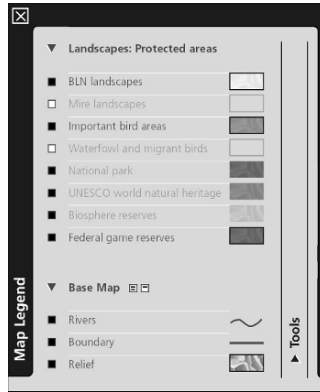 Landscapes: Protected areas
BLN landscapes
Mire landscapes
Important bird areas
Waterfowl and migrant birds
National park
UNESCO world natural heritage
Biosphere reserves
Federal game reserves
Base Map
Rivers
Boundary
Relief
Map Legend
Tools